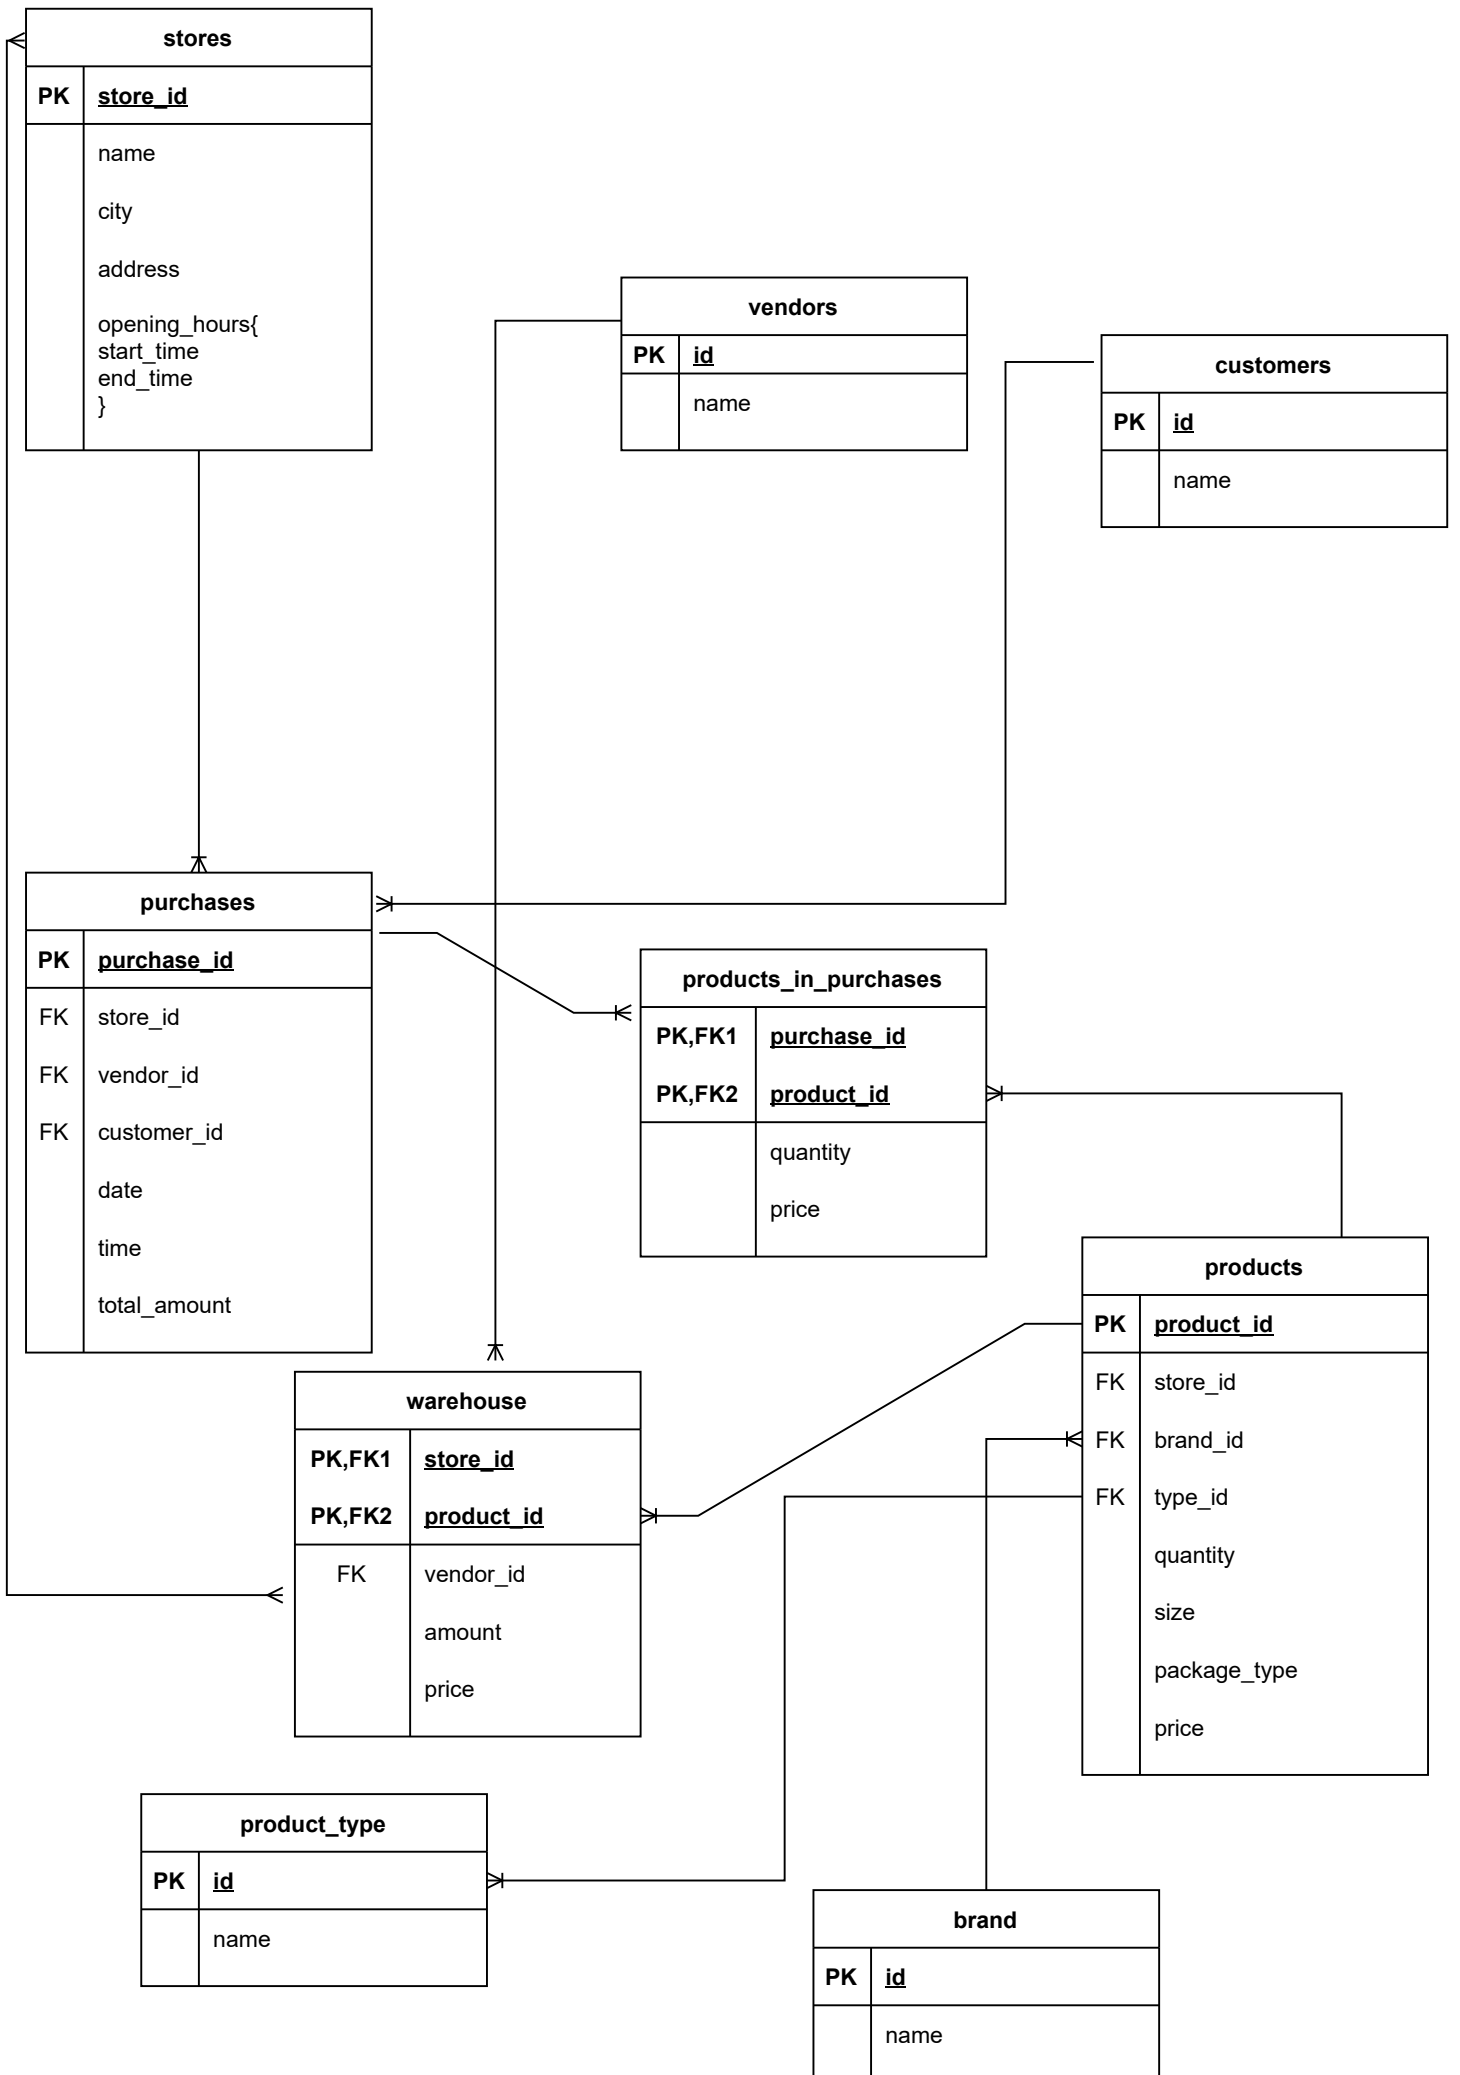 stores
PK store_id
name
city
address
opening_hours{
start_time
end_time
}
vendors
PK id
name
customers
PK id
name
purchases
PK purchase_id
FK store_id
FK vendor_id
FK customer_id
date
time
total_amount
products_in_purchases
PK,FK1 purchase_id
PK,FK2 product_id
quantity
price
products
PK product_id
FK store_id
FK brand_id
FK type_id
quantity
size
package_type
price
warehouse
PK,FK1 store_id
PK,FK2 product_id
FK vendor_id
amount
price
product_type
PK id
name
brand
PK id
name